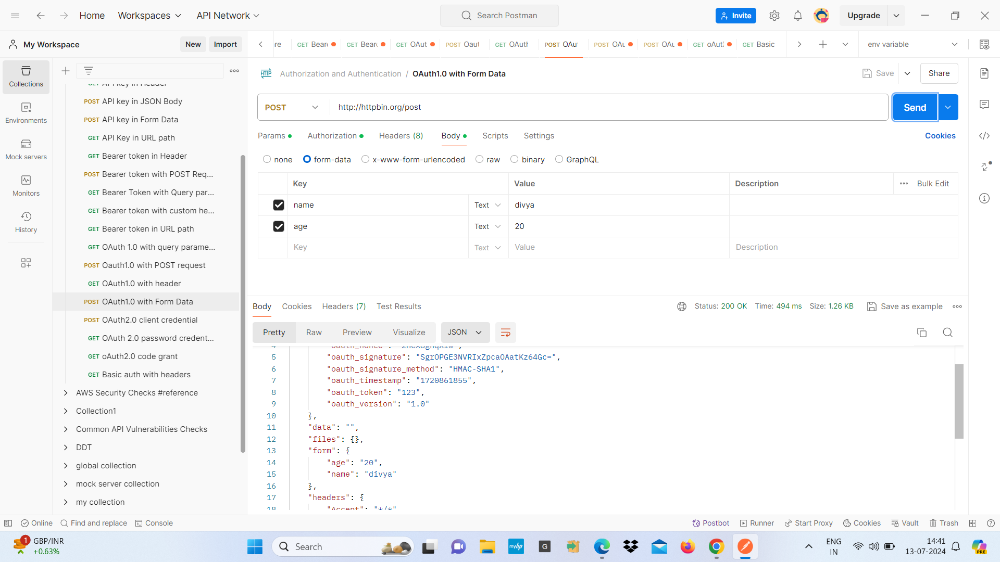 Home
Workspaces
API Network
Search Postman
Invite
Upgrade
My Workspace
New
Import
re
GET Bear
GET Bear
GET OAut
POST Oaut
GET OAuth
POST OAu
POST OAu
POST OAu
GET oAut
GET Basic
env variable
Authorization and Authentication / OAuth1.0 with Form Data
Save
Share
HTTP
POST
http://httpbin.org/post
Send
Params
Authorization
Headers (8)
Body
Scripts
Settings
Cookies
none
form-data
x-www-form-urlencoded
raw
binary
GraphQL
Key
Value
Description
Bulk Edit
name
Text
divya
age
Text
20
Key
Text
Value
Description
Collections
Environments
Mock servers
Monitors
History
GET API Key in Header
POST API key in JSON Body
POST API key in Form Data
GET API Key in URL path
GET Bearer token in Header
POST Bearer token with POST Req...
GET Bearer Token with Query par...
GET Bearer token with custom he...
GET Bearer token in URL path
GET OAuth 1.0 with query parame...
POST Oauth1.0 with POST request
GET OAuth1.0 with header
POST OAuth1.0 with Form Data
POST OAuth2.0 client credential
GET OAuth 2.0 password credent...
GET oAuth2.0 code grant
GET Basic auth with headers
AWS Security Checks #reference
Collection1
Common API Vulnerabilities Checks
DDT
global collection
mock server collection
my collection
Body
Cookies
Headers (7)
Test Results
Status: 200 OK
Time: 494 ms
Size: 1.26 KB
Save as example
Pretty
Raw
Preview
Visualize
JSON
4
5 "oauth_signature": "SgrOPGE3NVRIxZpcaOAatKz64Gc=",
6 "oauth_signature_method": "HMAC-SHA1",
7 "oauth_timestamp": "1720861855",
8 "oauth_token": "123",
9 "oauth_version": "1.0"
10 },
11 "data": "",
12 "files": {},
13 "form": {
14 "age": "20",
15 "name": "divya"
16 },
17 "headers": {
18 "Accept": "*/*"
Online
Find and replace
Console
Postbot
Runner
Start Proxy
Cookies
Vault
Trash
1
GBP/INR
+0.63%
Search
myhp
G
ENG
IN
14:41
13-07-2024
PRE